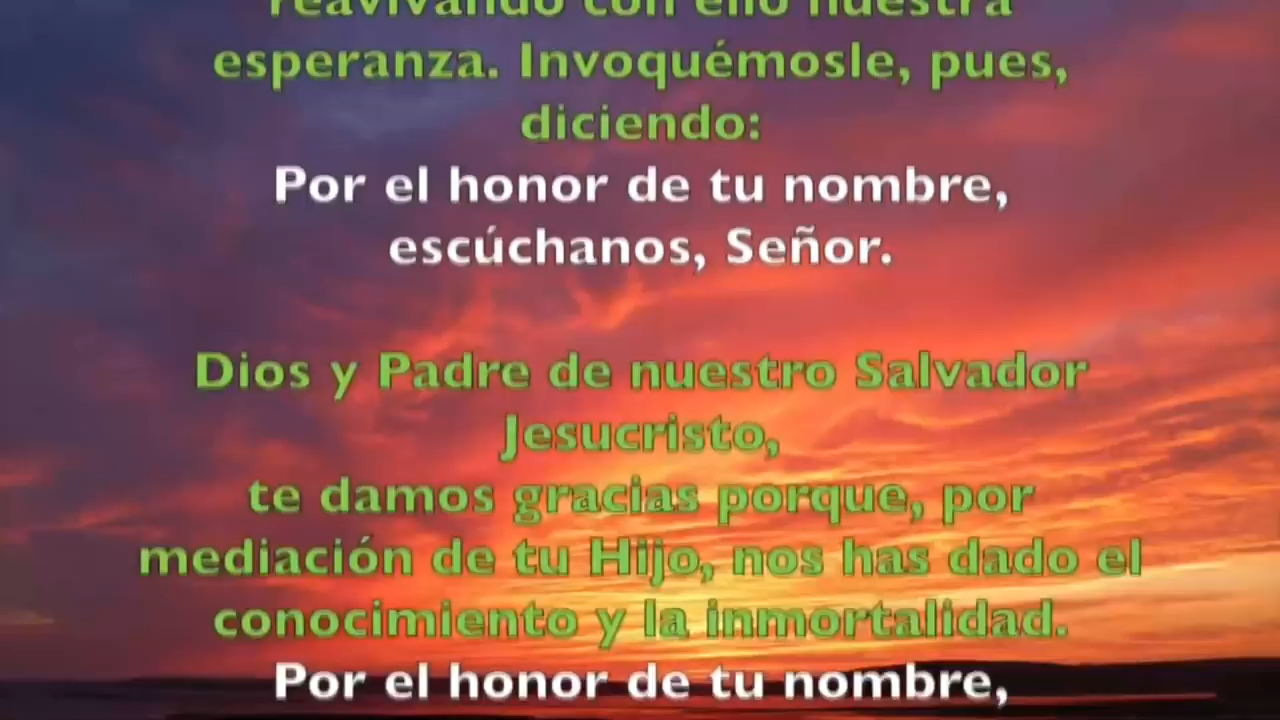 reavivando con ello nuestra
esperanza. Invoquémosle, pues,
diciendo:
Por el honor de tu nombre,
escúchanos, Señor.
Dios y Padre de nuestro Salvador
Jesucristo,
te damos gracias porque, por
mediación de tu Hijo, nos has dado el
conocimiento y la inmortalidad.
Por el honor de tu nombre,